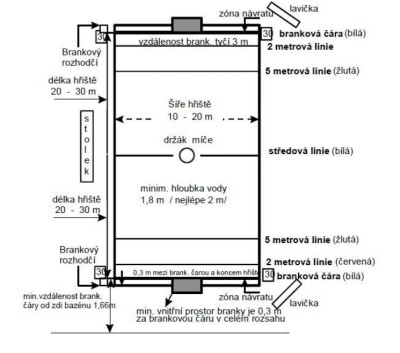 zóna návratu
lavička
30
30
branková čára (bílá)
vzdálenost brank. tyčí 3 m
2 metrová linie
Brankový
rozhodčí
5 metrová linie (žlutá)
délka hřiště
20 - 30 m
Šíře hřiště
10 - 20 m
stolek
držák míče
středová linie (bílá)
minim. hloubka vody
1,8 m / nejlépe 2 m/
délka hřiště
20 - 30 m
5 metrová linie (žlutá)
Brankový
rozhodčí
2 metrová linie (červená)
30
0,3 m mezi brank. čarou a koncem hřiště
30
branková čára (bílá)
min.vzdálenost brank.
čáry od zdi bazénu 1,66m
zóna návratu
lavička
min. vnitřní prostor branky je 0,3 m
za brankovou čáru v celém rozsahu